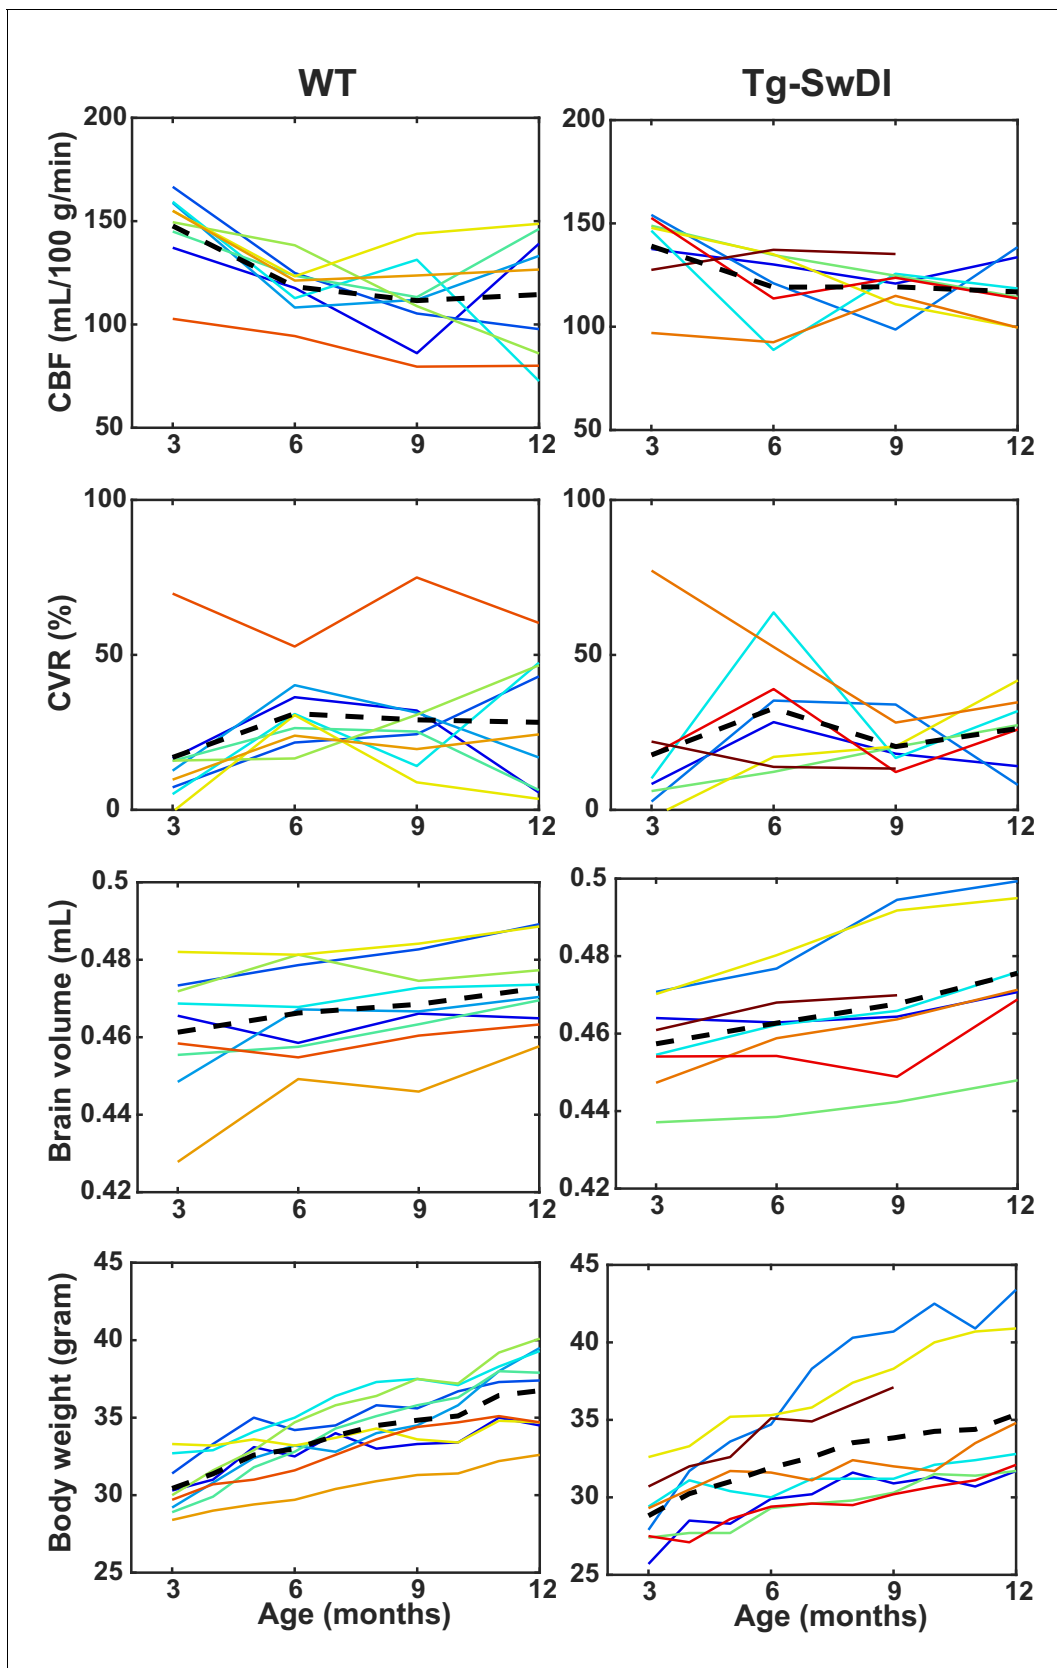 WT Tg-SwDI
CBF (mL/100 g/min)
200 200
150 150
100 100
50 50
3 6 9 12 3 6 9 12
CVR (%)
100 100
50 50
0 0
3 6 9 12 3 6 9 12
Brain volume (mL)
0.5 0.5
0.48 0.48
0.46 0.46
0.44 0.44
0.42 0.42
3 6 9 12 3 6 9 12
Body weight (gram)
45 45
40 40
35 35
30 30
25 25
3 6 9 12 3 6 9 12
Age (months) Age (months)